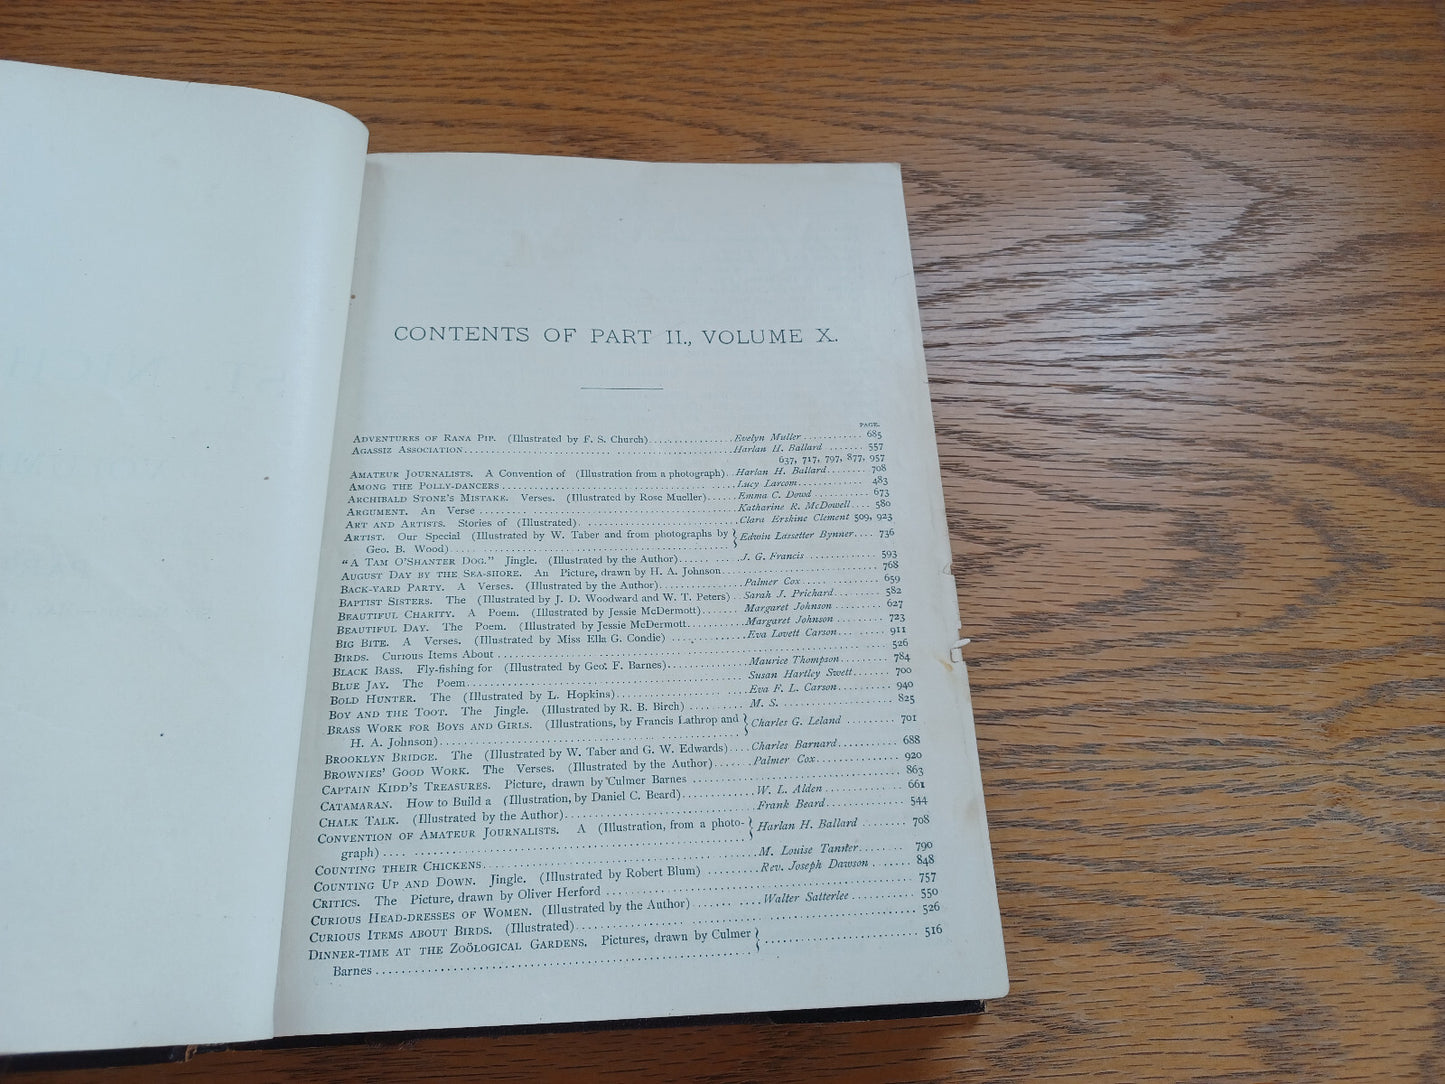 CONTENTS OF PART II., VOLUME X.
PAGE.
ADVENTURES OF RANA PIP. (Illustrated by F. S. Church) Evelyn Muller 685
AGASSIZ ASSOCIATION Harlan H. Ballard 557
637, 717, 797, 877, 957
AMATEUR JOURNALISTS. A Convention of (Illustration from a photograph) Harlan H. Ballard 708
AMONG THE POLLY-DANCERS Lucy Larcom 483
ARCHIBALD STONE'S MISTAKE. Verses. (Illustrated by Rose Mueller) Emma C. Dowd 673
ARGUMENT. An Verse Katharine R. McDowell 580
ART AND ARTISTS. Stories of (Illustrated) Clara Erskine Clement 509, 923
ARTIST. Our Special (Illustrated by W. Taber and from photographs by Edwin Lassetter Bynner 736
Geo. B. Wood)
"A TAM O'SHANTER DOG." Jingle. (Illustrated by the Author) J. G. Francis 593
AUGUST DAY BY THE SEA-SHORE. An Picture, drawn by H. A. Johnson 768
BACK-YARD PARTY. A Verses. (Illustrated by the Author) Palmer Cox 659
BAPTIST SISTERS. The (Illustrated by J. D. Woodward and W. T. Peters) Sarah J. Prichard 582
BEAUTIFUL CHARITY. A Poem. (Illustrated by Jessie McDermott) Margaret Johnson 627
BEAUTIFUL DAY. The Poem. (Illustrated by Jessie McDermott Margaret Johnson 723
BIG BITE. A Verses. (Illustrated by Miss Ella G. Condie) Eva Lovett Carson 911
BIRDS. Curious Items About 526
BLACK BASS. Fly-fishing for (Illustrated by Geo. F. Barnes) Maurice Thompson 784
BLUE JAY. The Poem Susan Hartley Swett 700
BOLD HUNTER. The (Illustrated by L. Hopkins) Eva F. L. Carson 940
BOY AND THE TOOT. The Jingle. (Illustrated by R. B. Birch) M. S. 825
BRASS WORK FOR BOYS AND GIRLS. (Illustrations, by Francis Lathrop and Charles G. Leland 701
H. A. Johnson)
BROOKLYN BRIDGE. The (Illustrated by W. Taber and G. W. Edwards) Charles Barnard 688
BROWNIES' GOOD WORK. The Verses. (Illustrated by the Author) Palmer Cox 920
CAPTAIN KIDD'S TREASURES. Picture, drawn by Culmer Barnes 863
CATAMARAN. How to Build a (Illustration, by Daniel C. Beard) W. L. Alden 661
CHALK TALK. (Illustrated by the Author) Frank Beard 544
CONVENTION OF AMATEUR JOURNALISTS. A (Illustration, from a photo- Harlan H. Ballard 708
graph)
COUNTING THEIR CHICKENS M. Louise Tanner 790
COUNTING UP AND DOWN. Jingle. (Illustrated by Robert Blum) Rev. Joseph Dawson 848
CRITICS. The Picture, drawn by Oliver Herford 757
CURIOUS HEAD-DRESSES OF WOMEN. (Illustrated by the Author) Walter Satterlee 550
CURIOUS ITEMS ABOUT BIRDS. (Illustrated) 526
DINNER-TIME AT THE ZOÖLOGICAL GARDENS. Pictures, drawn by Culmer 516
Barnes